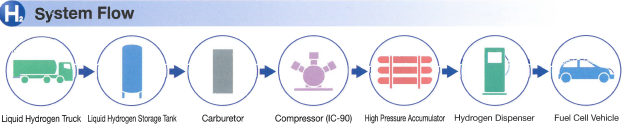 H2 System Flow
Liquid Hydrogen Truck
Liquid Hydrogen Storage Tank
Carburetor
Compressor (IC-90)
High Pressure Accumulator
Hydrogen Dispenser
Fuel Cell Vehicle